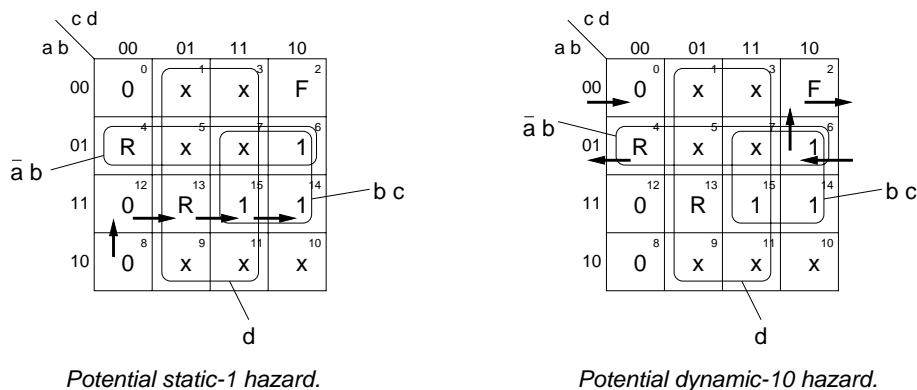 c d
a b 00 01 11 10
00 0 0 x 1 x 3 F 2
01 R 4 x 5 x 7 1 6
a̅ b
11 0 12 R 13 1 15 1 14
b c
10 0 8 x 9 x 11 x 10
d
Potential static-1 hazard.
c d
a b 00 01 11 10
00 0 0 x 1 x 3 F 2
a̅ b
01 R 4 x 5 x 7 1 6
11 0 12 R 13 1 15 1 14
b c
10 0 8 x 9 x 11 x 10
d
Potential dynamic-10 hazard.